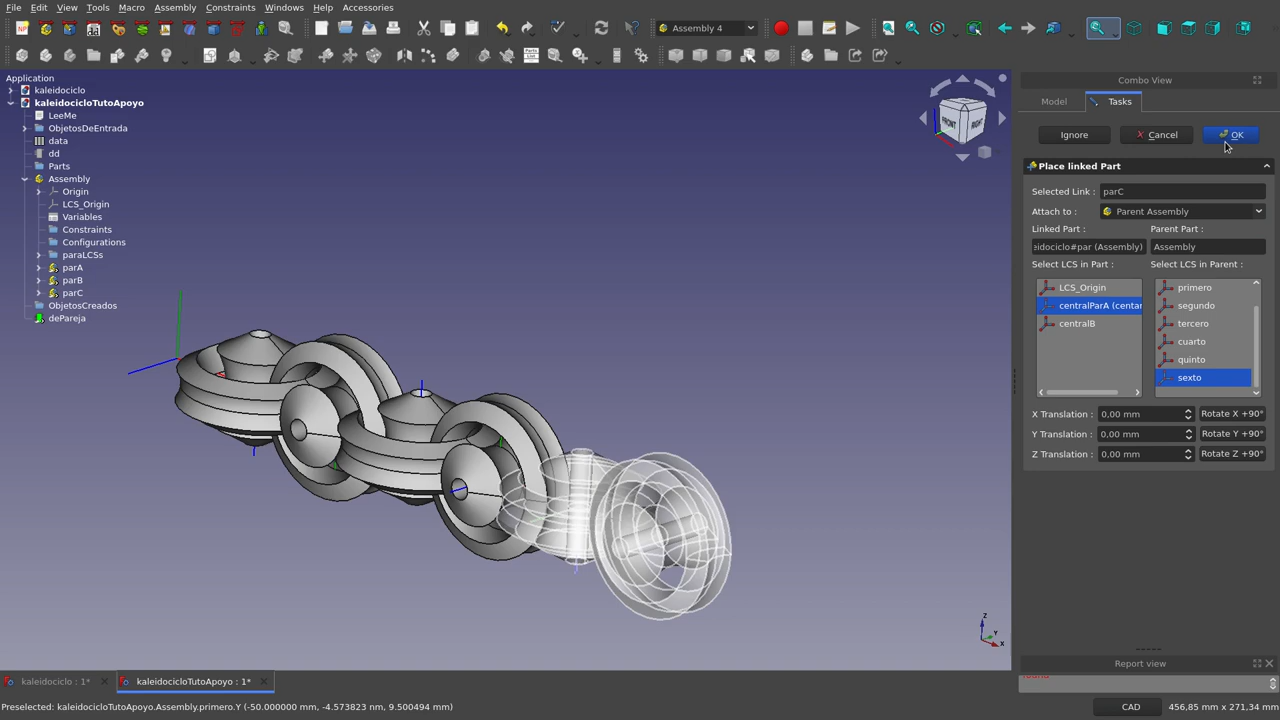 File Edit View Tools Macro Assembly Constraints Windows Help Accessories
Assembly 4
Parts List
Application
kaleidociclo
kaleidocicloTutoApoyo
LeeMe
ObjetosDeEntrada
data
dd
Parts
Assembly
Origin
LCS_Origin
Variables
Constraints
Configurations
paraLCSs
parA
parB
parC
ObjetosCreados
dePareja
FRONT
RIGHT
Z
Y
X
Combo View
Model Tasks
Ignore Cancel OK
Place linked Part
Selected Link : parC
Attach to : Parent Assembly
Linked Part : Parent Part :
eidociclo#par (Assembly) Assembly
Select LCS in Part : Select LCS in Parent :
LCS_Origin
centralParA (centar
centralB
primero
segundo
tercero
cuarto
quinto
sexto
X Translation : 0,00 mm Rotate X +90°
Y Translation : 0,00 mm Rotate Y +90°
Z Translation : 0,00 mm Rotate Z +90°
Report view
kaleidociclo : 1* kaleidocicloTutoApoyo : 1*
Preselected: kaleidocicloTutoApoyo.Assembly.primero.Y (-50.000000 mm, -4.573823 mm, 9.500494 mm) CAD 456,85 mm x 271,34 mm